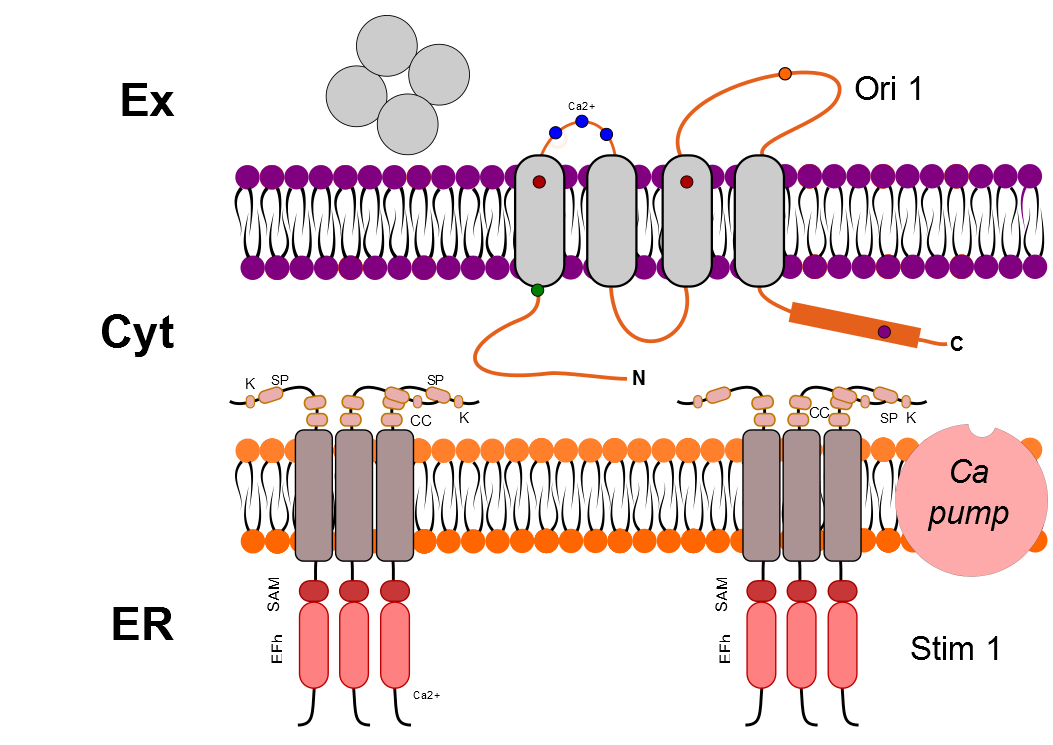 Ex
Ca2+
Ori 1
Cyt
C
N
K
SP
SP
K
CC
CC
SP
K
Ca
pump
SAM
SAM
ER
EFh
EFh
Stim 1
Ca2+